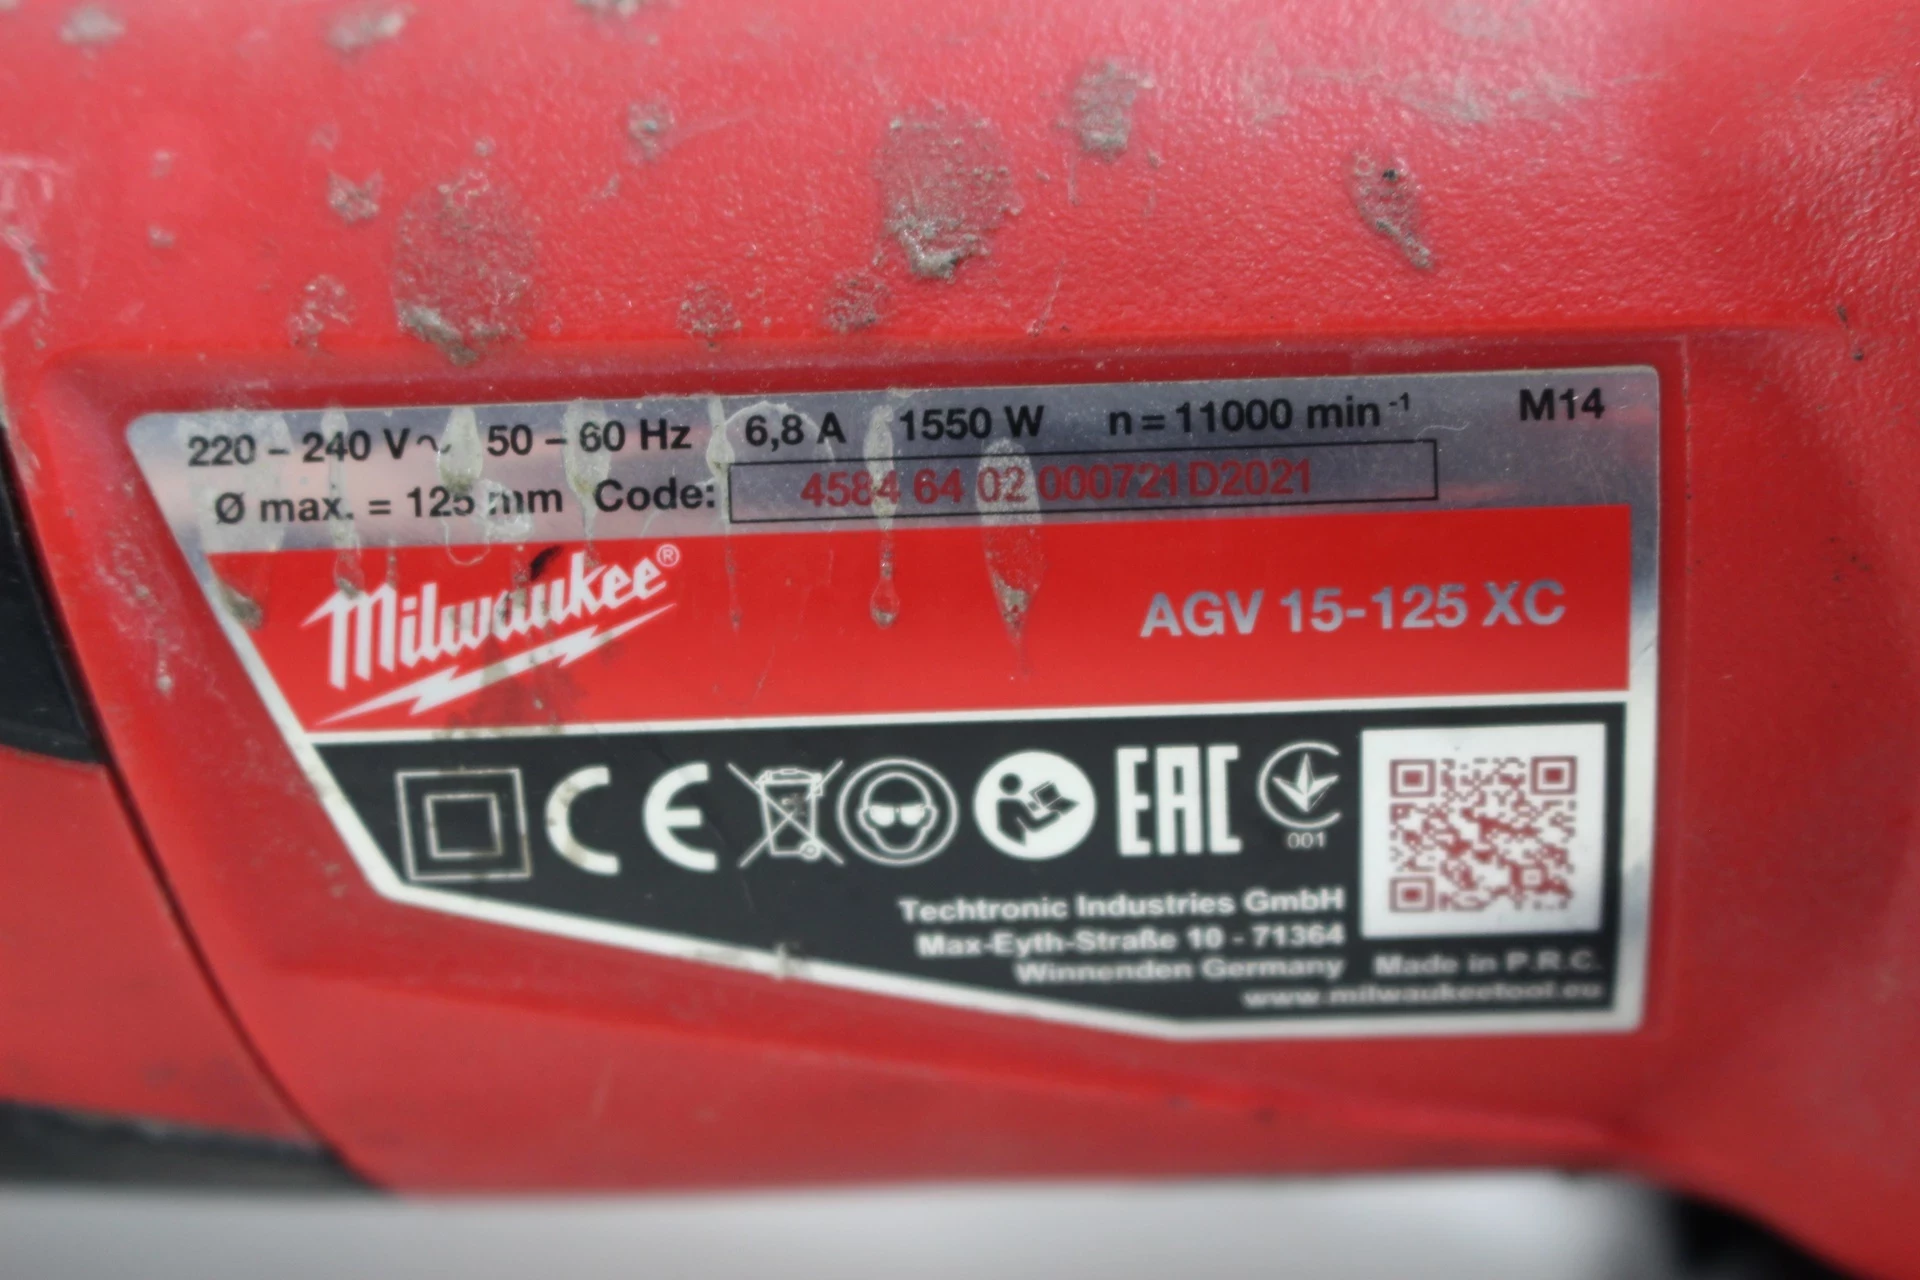 220 – 240 V~ 50 – 60 Hz 6,8 A 1550 W n = 11000 min⁻¹ M14
Ø max. = 125 mm Code: 4584 64 02 000721 D2021
Milwaukee®
AGV 15-125 XC
CE EAC
001
Techtronic Industries GmbH
Max-Eyth-Straße 10 - 71364
Winnenden Germany Made in P.R.C.
www.milwaukeetool.eu